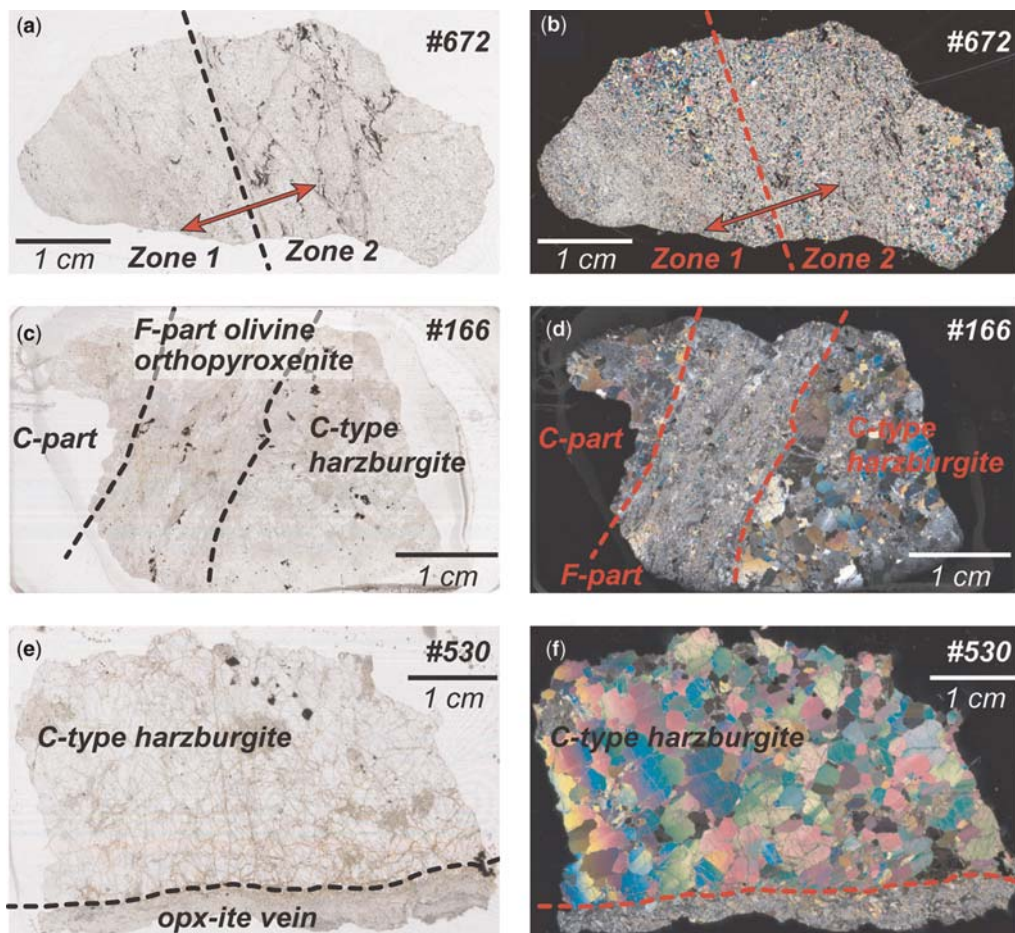 (a)
#672
1 cm
Zone 1
Zone 2
(b)
#672
1 cm
Zone 1
Zone 2
(c)
F-part olivine
orthopyroxenite
#166
C-part
C-type
harzburgite
1 cm
(d)
#166
C-part
C-type
harzburgite
F-part
1 cm
(e)
#530
1 cm
C-type harzburgite
opx-ite vein
(f)
#530
1 cm
C-type harzburgite